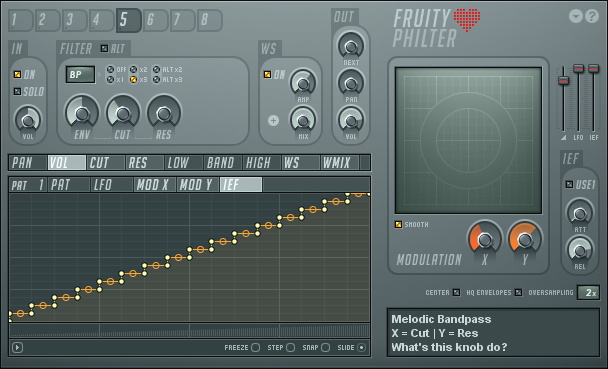 1 2 3 4 5 6 7 8
OUT
FRUITY
PHILTER
?
IN
FILTER ALT
WS
ON
SOLO
VOL
BP
OFF x2 ALT x2
x1 x3 ALT x3
ENV CUT RES
ON
AMP
MIX
NEXT
PAN
VOL
LFO IEF
IEF
USE1
ATT
REL
SMOOTH
MODULATION X Y
PAN VOL CUT RES LOW BAND HIGH WS WMIX
PAT 1 PAT LFO MOD X MOD Y IEF
CENTER HQ ENVELOPES OVERSAMPLING 2x
Melodic Bandpass
X = Cut | Y = Res
What's this knob do?
FREEZE STEP SNAP SLIDE